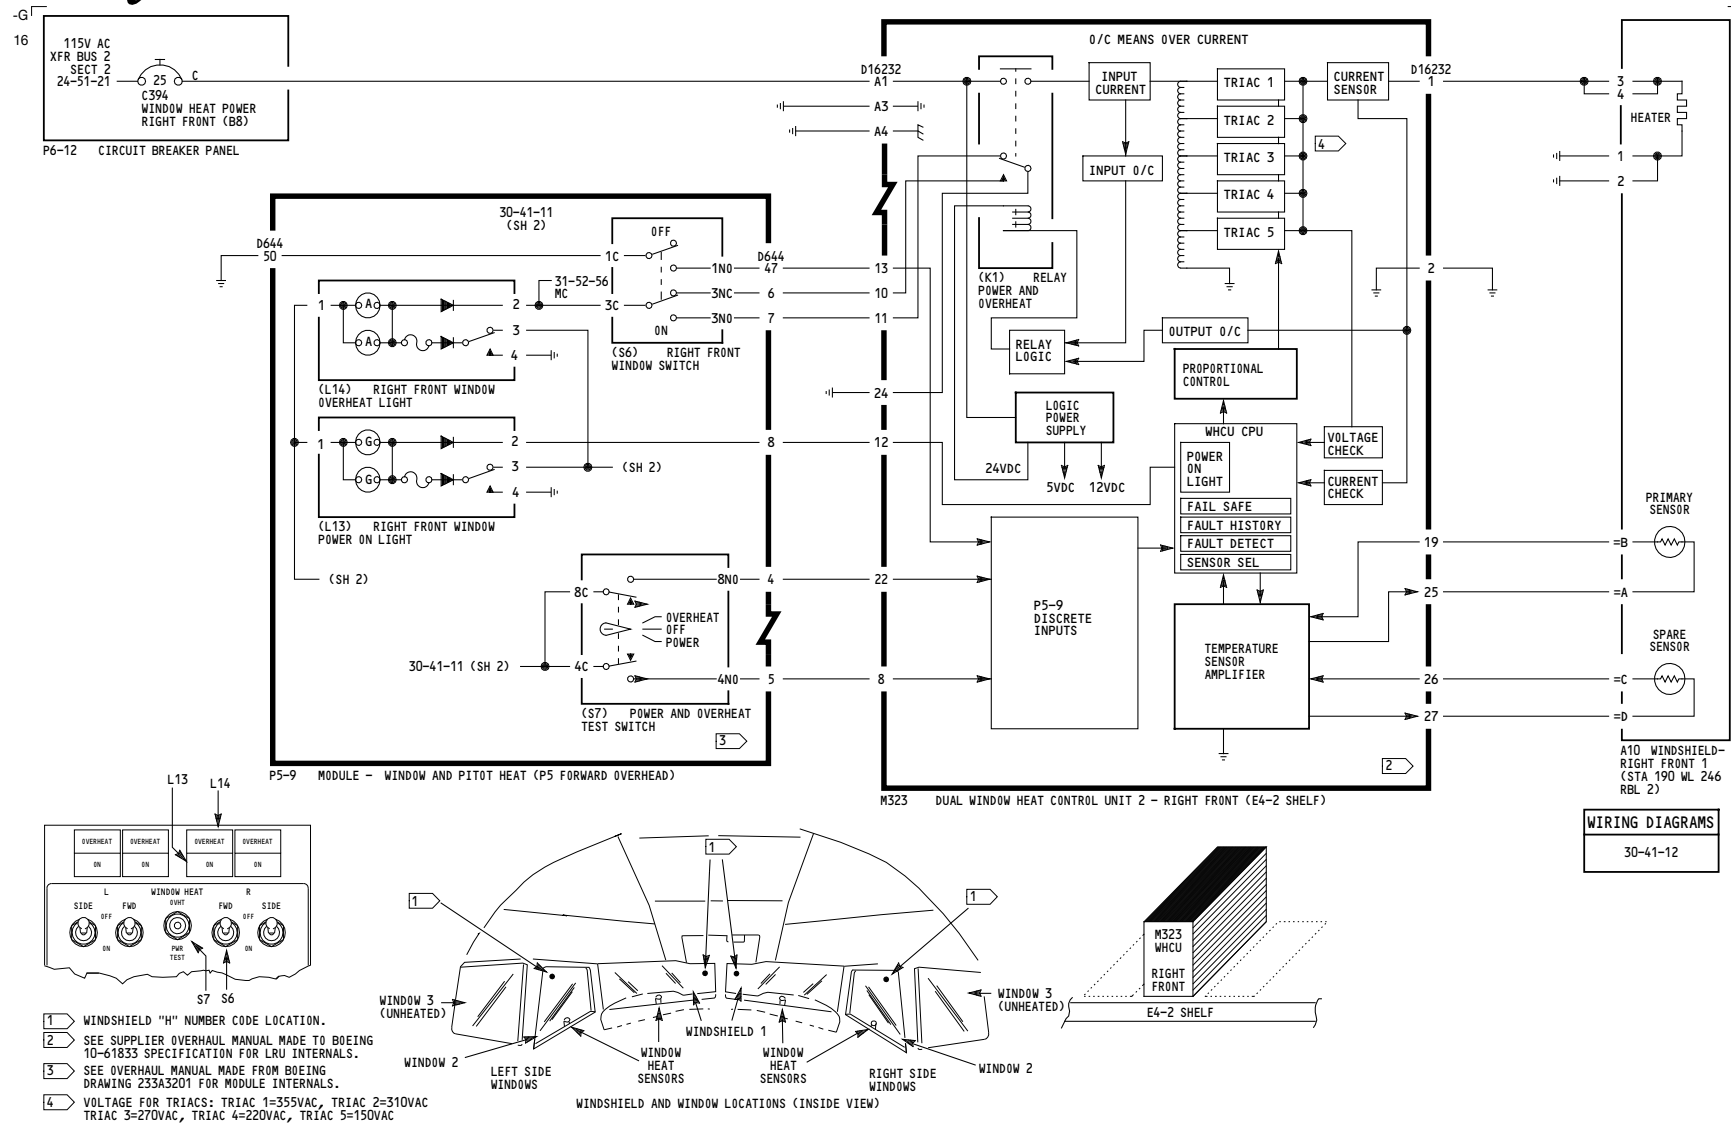 -G
16
115V AC
XFR BUS 2
SECT 2
24-51-21
25
C
C394
WINDOW HEAT POWER
RIGHT FRONT (B8)
P6-12 CIRCUIT BREAKER PANEL
O/C MEANS OVER CURRENT
D16232
A1
A3
A4
INPUT
CURRENT
INPUT O/C
TRIAC 1
TRIAC 2
TRIAC 3
TRIAC 4
TRIAC 5
CURRENT
SENSOR
4
D16232
1
3
4
HEATER
1
2
30-41-11
(SH 2)
D644
50
OFF
1C
1NO
D644
47
13
31-52-56
MC
3C
3NC
6
10
3NO
7
11
ON
(S6) RIGHT FRONT
WINDOW SWITCH
1
A
A
2
3
4
(L14) RIGHT FRONT WINDOW
OVERHEAT LIGHT
1
G
G
2
3
4
(SH 2)
8
12
24
(L13) RIGHT FRONT WINDOW
POWER ON LIGHT
(SH 2)
(K1) RELAY
POWER AND
OVERHEAT
2
RELAY
LOGIC
OUTPUT O/C
PROPORTIONAL
CONTROL
LOGIC
POWER
SUPPLY
24VDC
5VDC
12VDC
WHCU CPU
POWER
ON
LIGHT
FAIL SAFE
FAULT HISTORY
FAULT DETECT
SENSOR SEL
VOLTAGE
CHECK
CURRENT
CHECK
PRIMARY
SENSOR
19
=B
25
=A
SPARE
SENSOR
26
=C
27
=D
8C
8NO
4
22
OVERHEAT
OFF
POWER
30-41-11 (SH 2)
4C
4NO
5
8
(S7) POWER AND OVERHEAT
TEST SWITCH
3
P5-9
DISCRETE
INPUTS
TEMPERATURE
SENSOR
AMPLIFIER
2
P5-9 MODULE - WINDOW AND PITOT HEAT (P5 FORWARD OVERHEAD)
M323 DUAL WINDOW HEAT CONTROL UNIT 2 - RIGHT FRONT (E4-2 SHELF)
A10 WINDSHIELD-
RIGHT FRONT 1
(STA 190 WL 246
RBL 2)
WIRING DIAGRAMS
30-41-12
L13
L14
OVERHEAT
OVERHEAT
OVERHEAT
OVERHEAT
ON
ON
ON
ON
L
WINDOW HEAT
R
SIDE
FWD
OVHT
FWD
SIDE
OFF
OFF
ON
ON
PWR
TEST
S7
S6
1 WINDSHIELD "H" NUMBER CODE LOCATION.
2 SEE SUPPLIER OVERHAUL MANUAL MADE TO BOEING
10-61833 SPECIFICATION FOR LRU INTERNALS.
3 SEE OVERHAUL MANUAL MADE FROM BOEING
DRAWING 233A3201 FOR MODULE INTERNALS.
4 VOLTAGE FOR TRIACS: TRIAC 1=355VAC, TRIAC 2=310VAC
TRIAC 3=270VAC, TRIAC 4=220VAC, TRIAC 5=150VAC
1
1
1
WINDOW 3
(UNHEATED)
WINDOW 3
(UNHEATED)
WINDSHIELD 1
WINDOW 2
WINDOW 2
LEFT SIDE
WINDOWS
WINDOW
HEAT
SENSORS
WINDOW
HEAT
SENSORS
RIGHT SIDE
WINDOWS
WINDSHIELD AND WINDOW LOCATIONS (INSIDE VIEW)
M323
WHCU
RIGHT
FRONT
E4-2 SHELF